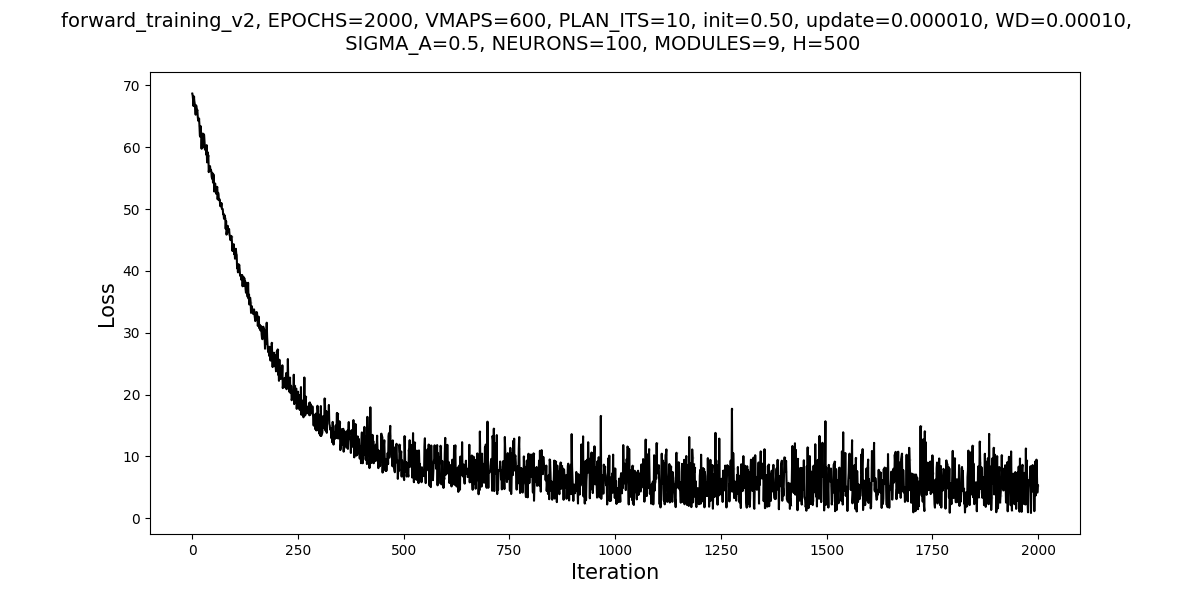 forward_training_v2, EPOCHS=2000, VMAPS=600, PLAN_ITS=10, init=0.50, update=0.000010, WD=0.00010,
SIGMA_A=0.5, NEURONS=100, MODULES=9, H=500
70
60
50
40
30
20
10
0
Loss
0 250 500 750 1000 1250 1500 1750 2000
Iteration